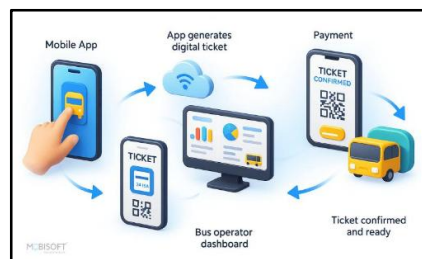 Mobile App
App generates
digital ticket
Payment
TICKET
CONFIRMED
TICKET
Bus operator
dashboard
Ticket confirmed
and ready
MOBISOFT